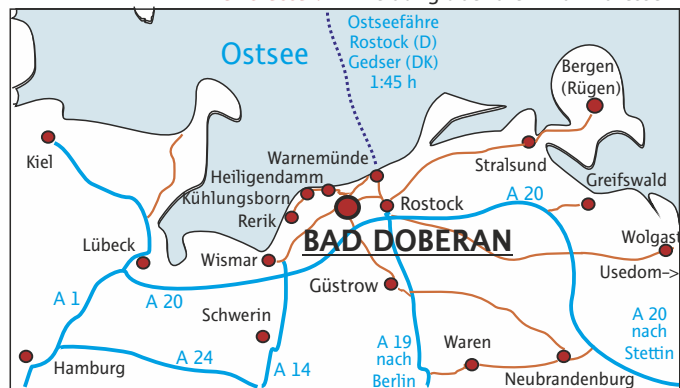 Ostsee
Ostseefähre
Rostock (D)
Gedser (DK)
1:45 h
Bergen
(Rügen)
Kiel
Warnemünde
Stralsund
Heiligendamm
Kühlungsborn
Greifswald
A 20
Rostock
Rerik
BAD DOBERAN
Wolgast
Lübeck
Wismar
Usedom–>
Güstrow
A 1
A 20
Schwerin
A 20
nach
Stettin
A 19
nach
Berlin
Waren
Hamburg
A 24
A 14
Neubrandenburg